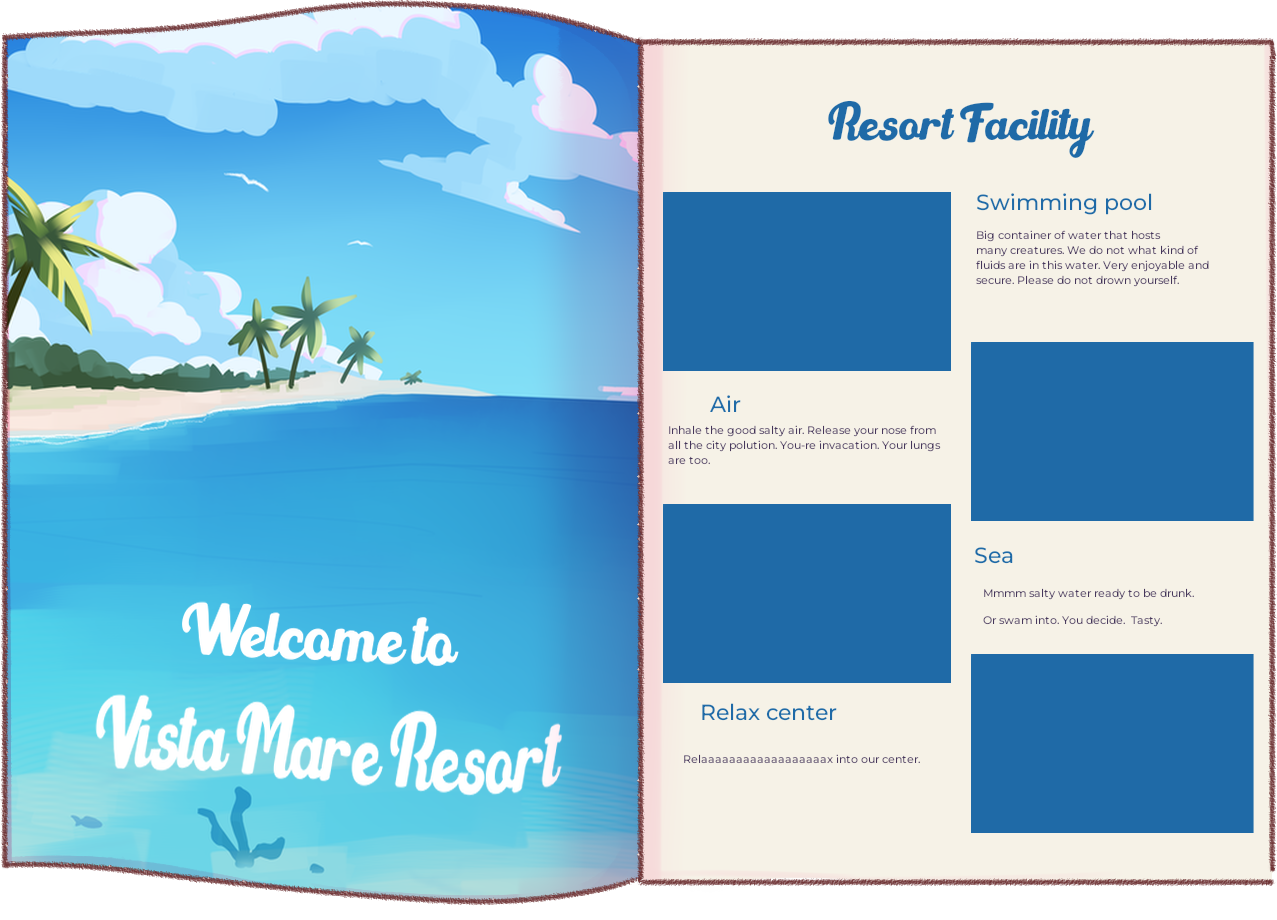 Welcome to
Vista Mare Resort
Resort Facility
Swimming pool
Big container of water that hosts
many creatures. We do not what kind of
fluids are in this water. Very enjoyable and
secure. Please do not drown yourself.
Air
Inhale the good salty air. Release your nose from
all the city polution. You-re invacation. Your lungs
are too.
Sea
Mmmm salty water ready to be drunk.
Or swam into. You decide.  Tasty.
Relax center
Relaaaaaaaaaaaaaaaaaax into our center.